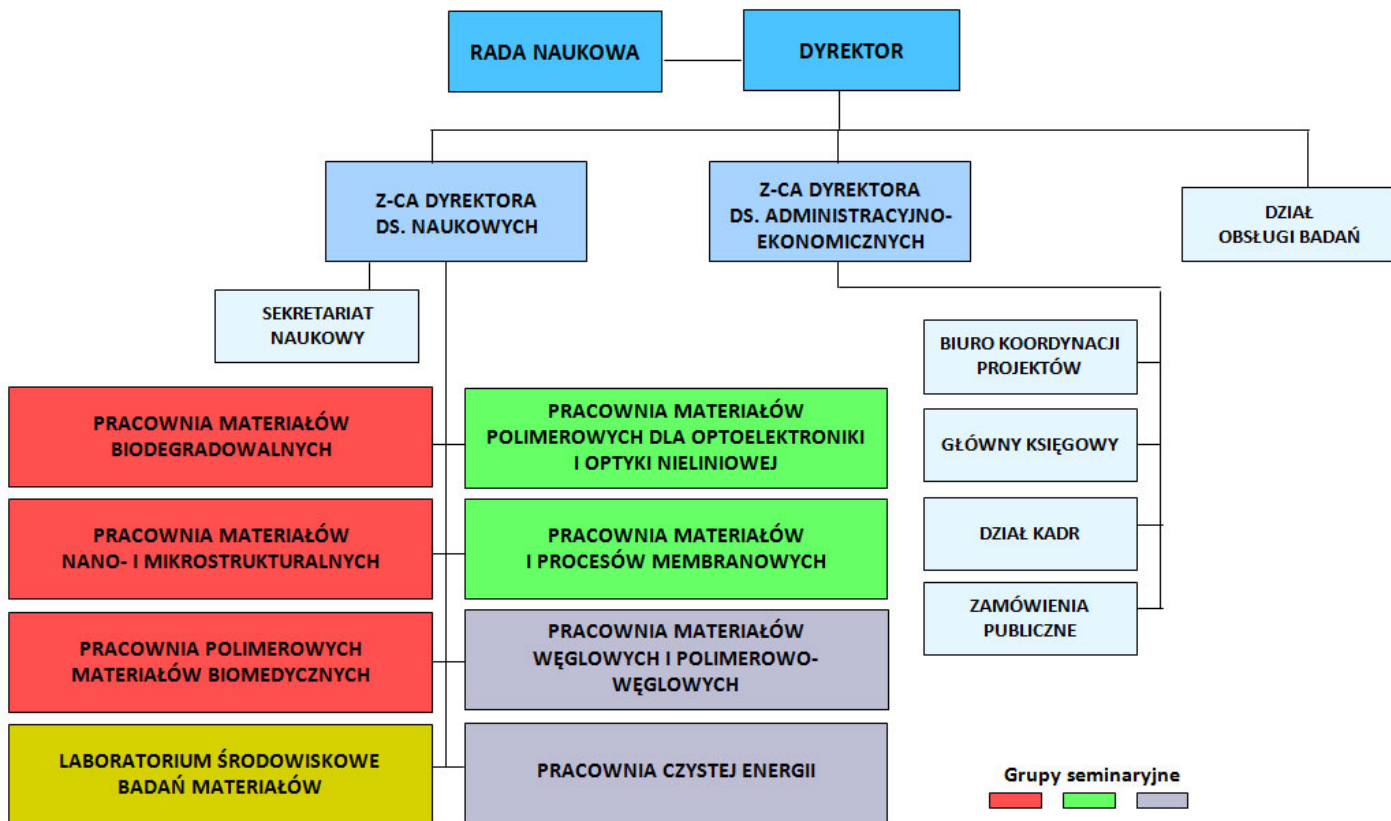 RADA NAUKOWA
DYREKTOR
Z-CA DYREKTORA
DS. NAUKOWYCH
Z-CA DYREKTORA
DS. ADMINISTRACYJNO-
EKONOMICZNYCH
DZIAŁ
OBSŁUGI BADAŃ
SEKRETARIAT
NAUKOWY
BIURO KOORDYNACJI
PROJEKTÓW
GŁÓWNY KSIĘGOWY
DZIAŁ KADR
ZAMÓWIENIA
PUBLICZNE
PRACOWNIA MATERIAŁÓW
BIODEGRADOWALNYCH
PRACOWNIA MATERIAŁÓW
POLIMEROWYCH DLA OPTOELEKTRONIKI
I OPTYKI NIELINIOWEJ
PRACOWNIA MATERIAŁÓW
NANO- I MIKROSTRUKTURALNYCH
PRACOWNIA MATERIAŁÓW
I PROCESÓW MEMBRANOWYCH
PRACOWNIA POLIMEROWYCH
MATERIAŁÓW BIOMEDYCZNYCH
PRACOWNIA MATERIAŁÓW
WĘGLOWYCH I POLIMEROWO-
WĘGLOWYCH
LABORATORIUM ŚRODOWISKOWE
BADAŃ MATERIAŁÓW
PRACOWNIA CZYSTEJ ENERGII
Grupy seminaryjne